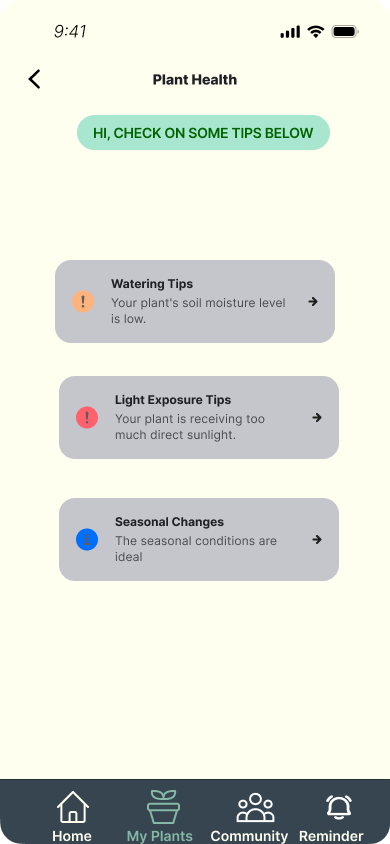 9:41
Plant Health
HI, CHECK ON SOME TIPS BELOW
Watering Tips
Your plant's soil moisture level
is low.
Light Exposure Tips
Your plant is receiving too
much direct sunlight.
Seasonal Changes
The seasonal conditions are
ideal
Home My Plants Community Reminder